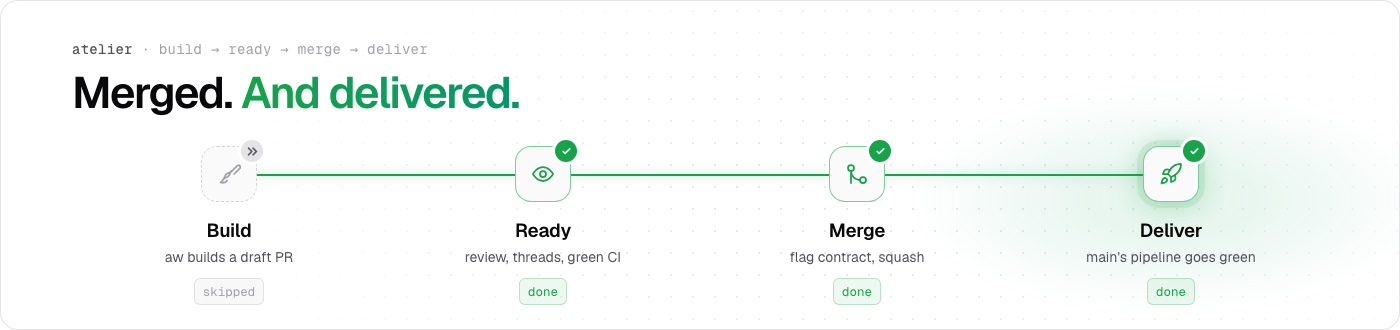 atelier · build → ready → merge → deliver
Merged. And delivered.
Build
aw builds a draft PR
skipped
Ready
review, threads, green CI
done
Merge
flag contract, squash
done
Deliver
main's pipeline goes green
done